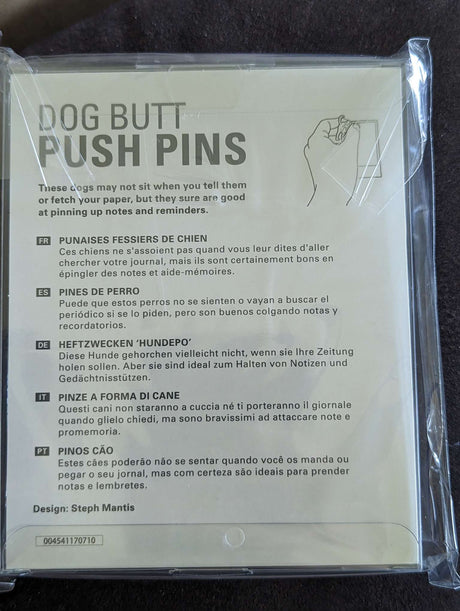 DOG BUTT
PUSH PINS
These dogs may not sit when you tell them
or fetch your paper, but they sure are good
at pinning up notes and reminders.
FR PUNAISES FESSIERS DE CHIEN
Ces chiens ne s'assoient pas quand vous leur dites d'aller
chercher votre journal, mais ils sont certainement bons en
épingler des notes et aide-mémoires.
ES PINES DE PERRO
Puede que estos perros no se sienten o vayan a buscar el
periódico si se lo piden, pero son buenos colgando notas y
recordatorios.
DE HEFTZWECKEN 'HUNDEPO'
Diese Hunde gehorchen vielleicht nicht, wenn sie Ihre Zeitung
holen sollen. Aber sie sind ideal zum Halten von Notizen und
Gedächtnisstützen.
IT PINZE A FORMA DI CANE
Questi cani non staranno a cuccia né ti porteranno il giornale
quando glielo chiedi, ma sono bravissimi ad attaccare note e
promemoria.
PT PINOS CÃO
Estes cães poderão não se sentar quando você os manda ou
pegar o seu jornal, mas com certeza são ideais para prender
notas e lembretes.
Design: Steph Mantis
004541170710